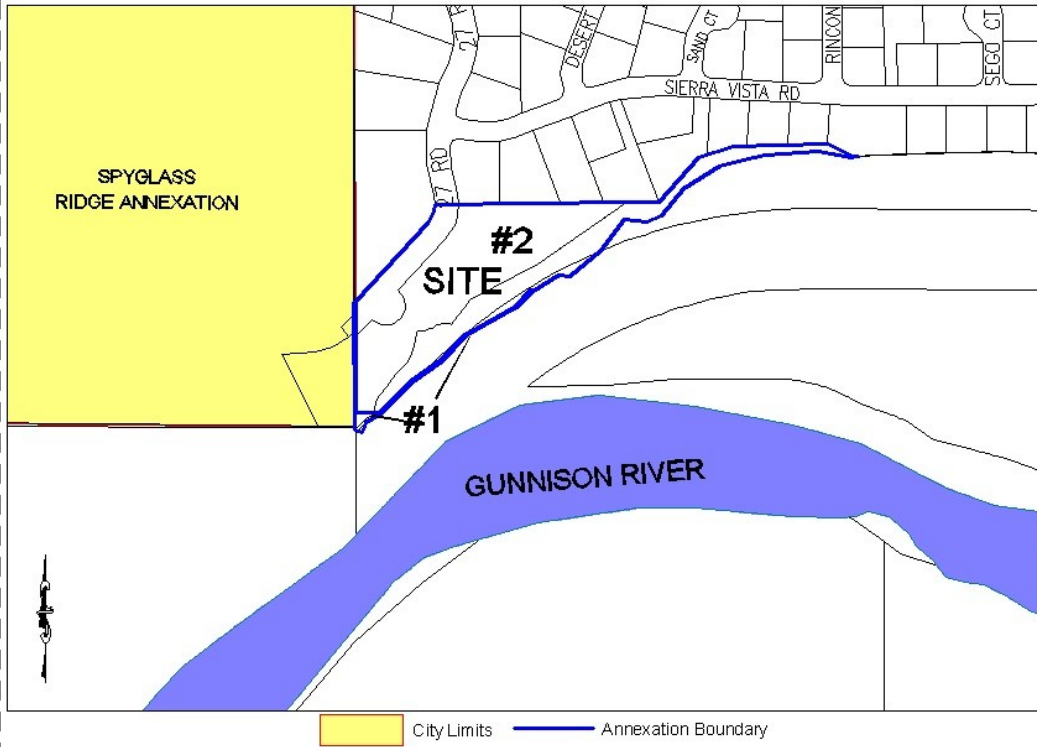 27 R
DESERT
SAND CT
RINCON
SEGO CT
SIERRA VISTA RD
SPYGLASS
RIDGE ANNEXATION
27 RD
#2
SITE
#1
GUNNISON RIVER
City Limits
Annexation Boundary